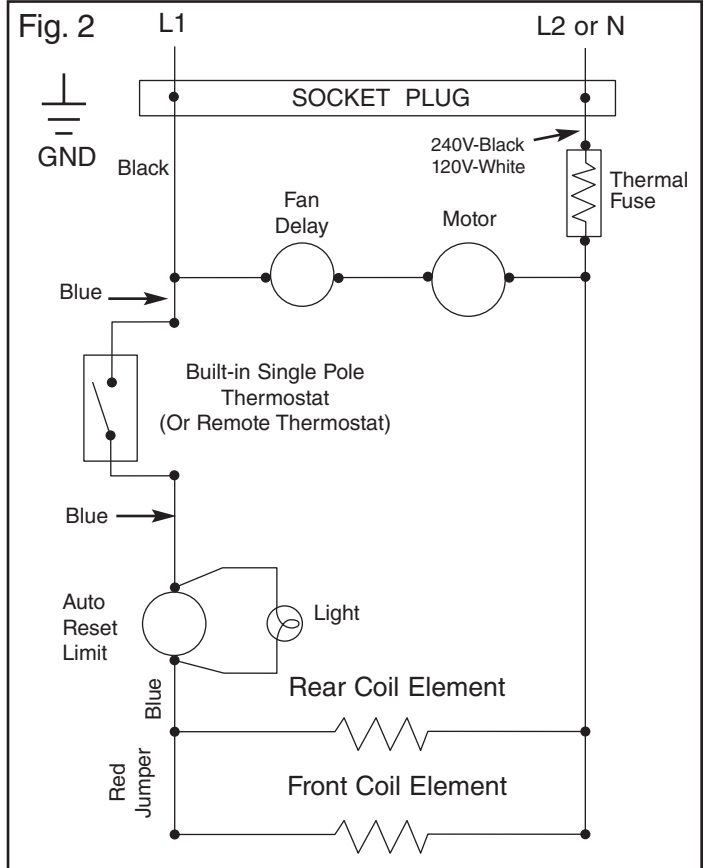 Fig. 2
L1
L2 or N
SOCKET PLUG
GND
Black
240V-Black
120V-White
Thermal
Fuse
Fan
Delay
Motor
Blue
Built-in Single Pole
Thermostat
(Or Remote Thermostat)
Blue
Auto
Reset
Limit
Light
Blue
Rear Coil Element
Red
Jumper
Front Coil Element